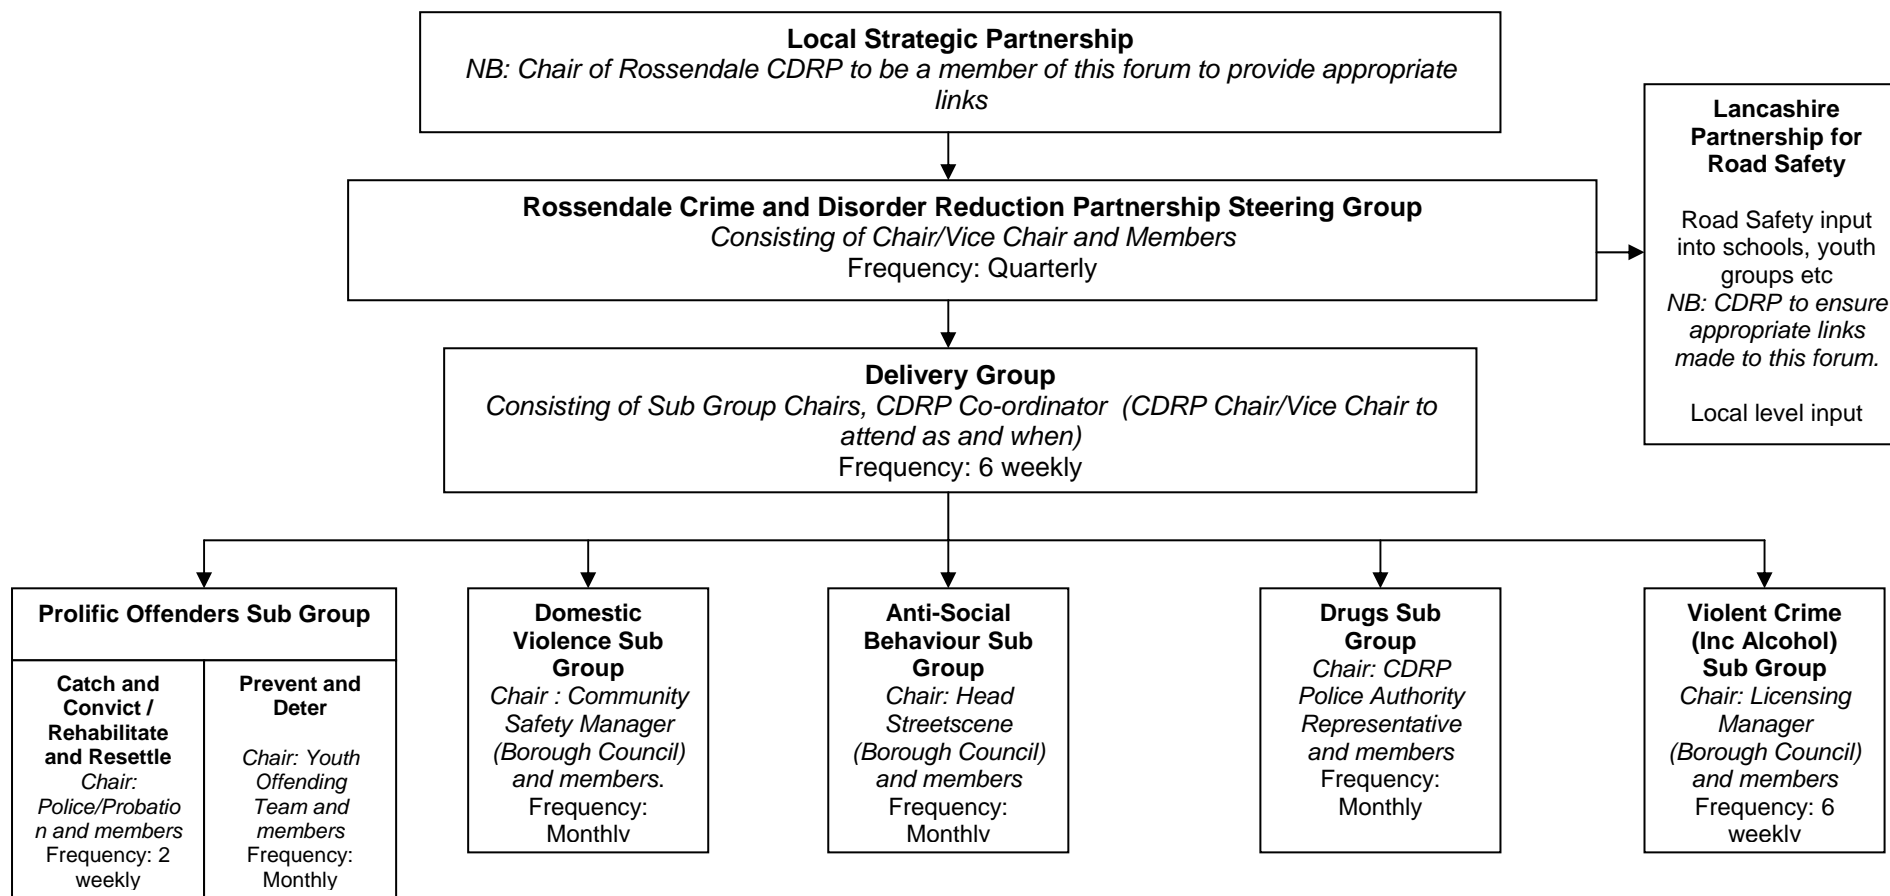 Local Strategic Partnership
NB: Chair of Rossendale CDRP to be a member of this forum to provide appropriate
links
Lancashire
Partnership for
Road Safety
Road Safety input
into schools, youth
groups etc
NB: CDRP to ensure
appropriate links
made to this forum.
Local level input
Rossendale Crime and Disorder Reduction Partnership Steering Group
Consisting of Chair/Vice Chair and Members
Frequency: Quarterly
Delivery Group
Consisting of Sub Group Chairs, CDRP Co-ordinator (CDRP Chair/Vice Chair to
attend as and when)
Frequency: 6 weekly
Prolific Offenders Sub Group
Catch and
Convict /
Rehabilitate
and Resettle
Chair:
Police/Probatio
n and members
Frequency: 2
weekly
Prevent and
Deter
Chair: Youth
Offending
Team and
members
Frequency:
Monthly
Domestic
Violence Sub
Group
Chair : Community
Safety Manager
(Borough Council)
and members.
Frequency:
Monthly
Anti-Social
Behaviour Sub
Group
Chair: Head
Streetscene
(Borough Council)
and members
Frequency:
Monthly
Drugs Sub
Group
Chair: CDRP
Police Authority
Representative
and members
Frequency:
Monthly
Violent Crime
(Inc Alcohol)
Sub Group
Chair: Licensing
Manager
(Borough Council)
and members
Frequency: 6
weekly